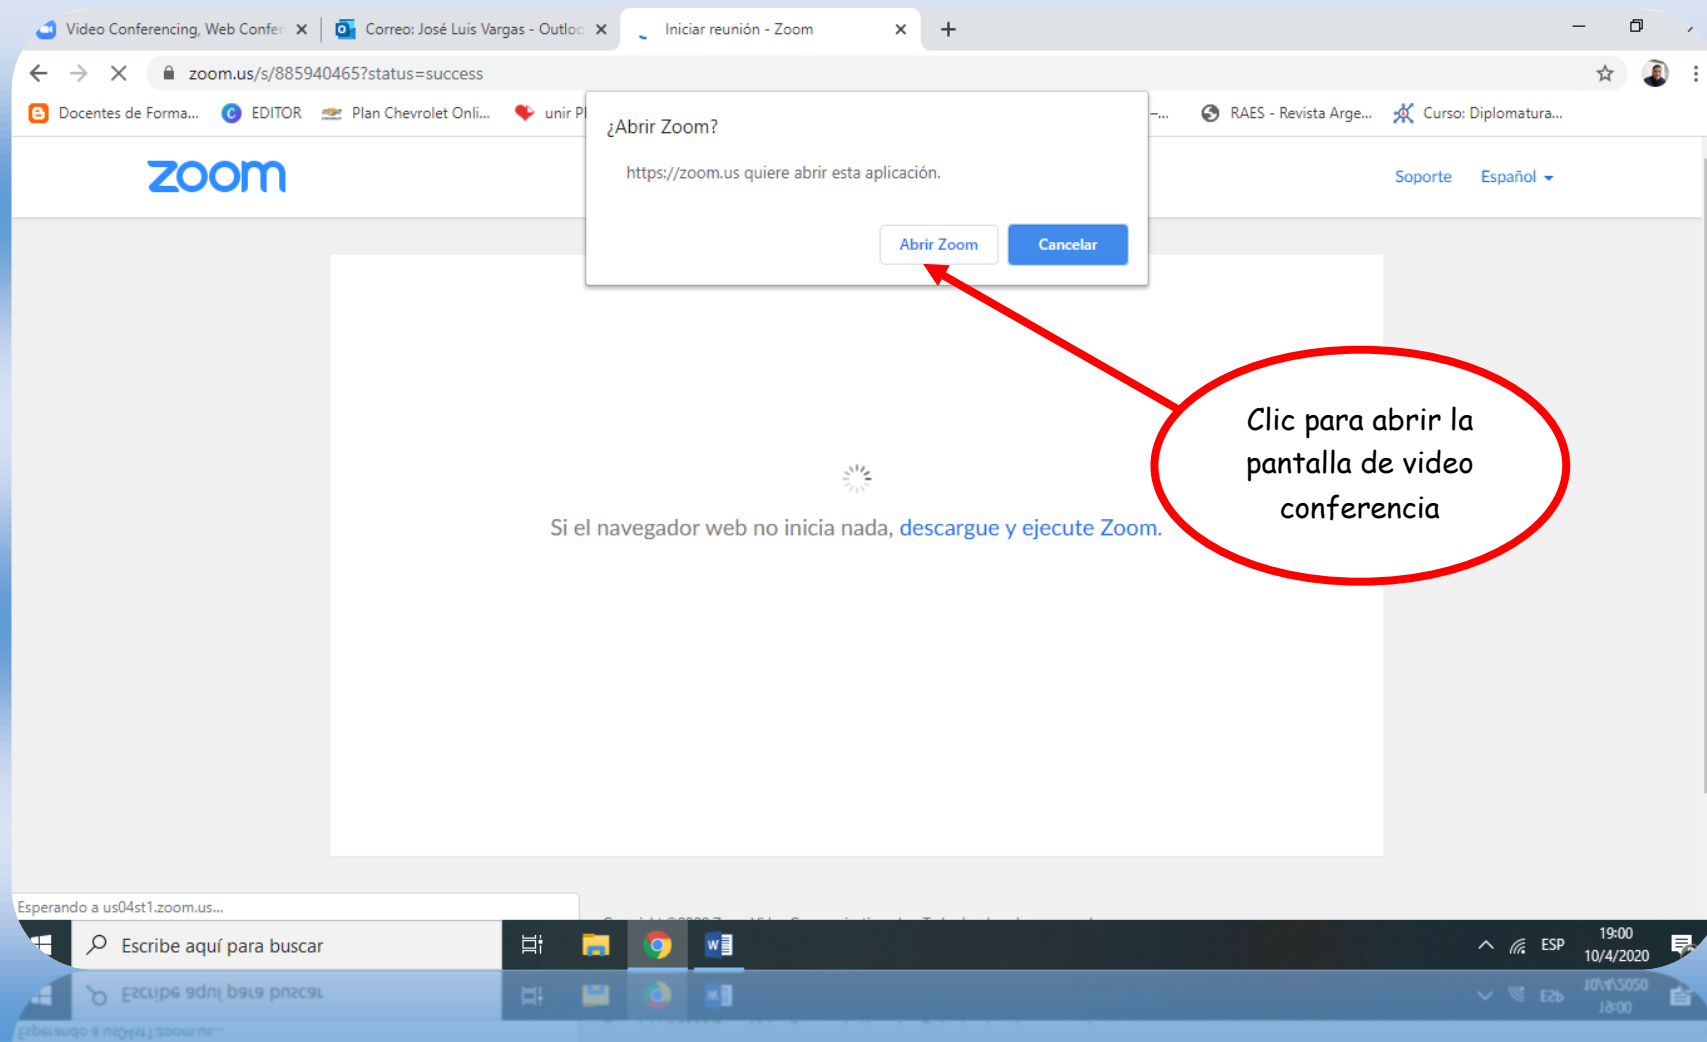 Video Conferencing, Web Confer
Correo: José Luis Vargas - Outloo
Iniciar reunión - Zoom
zoom.us/s/885940465?status=success
Docentes de Forma...
EDITOR
Plan Chevrolet Onli...
unir
RAES - Revista Arge...
Curso: Diplomatura...
¿Abrir Zoom?
https://zoom.us quiere abrir esta aplicación.
Abrir Zoom
Cancelar
zoom
Soporte
Español
Clic para abrir la
pantalla de video
conferencia
Si el navegador web no inicia nada, descargue y ejecute Zoom.
Esperando a us04st1.zoom.us...
Escribe aquí para buscar
ESP
19:00
10/4/2020